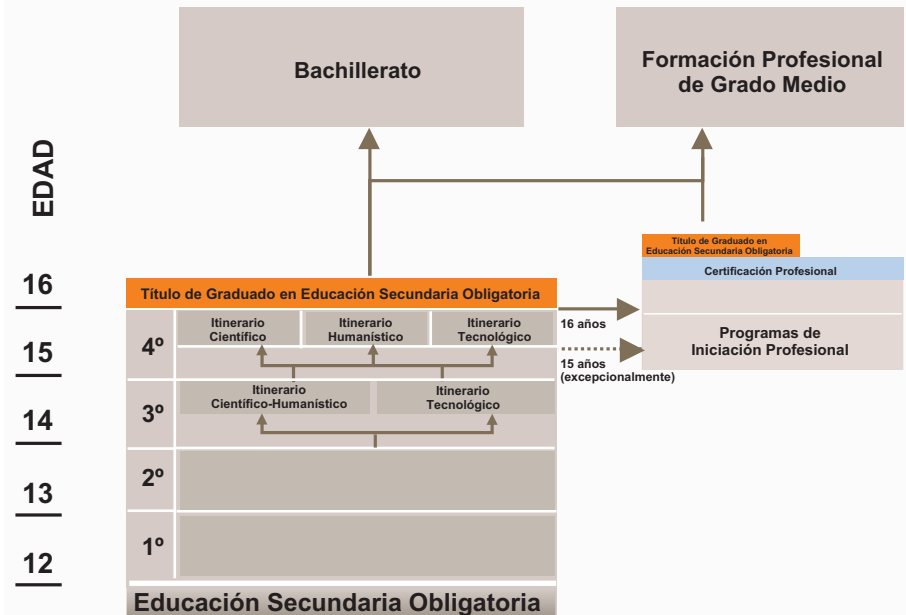 Bachillerato
Formación Profesional
de Grado Medio
EDAD
Título de Graduado en
Educación Secundaria Obligatoria
Certificación Profesional
16
Título de Graduado en Educación Secundaria Obligatoria
4º
Itinerario
Científico
Itinerario
Humanístico
Itinerario
Tecnológico
16 años
Programas de
Iniciación Profesional
15
15 años
(excepcionalmente)
3º
Itinerario
Científico-Humanístico
Itinerario
Tecnológico
14
2º
13
1º
12
Educación Secundaria Obligatoria